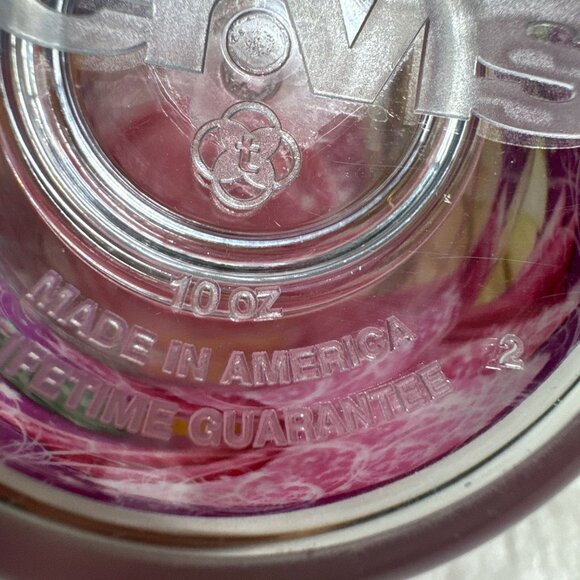 t
10 OZ
MADE IN AMERICA
LIFETIME GUARANTEE 2